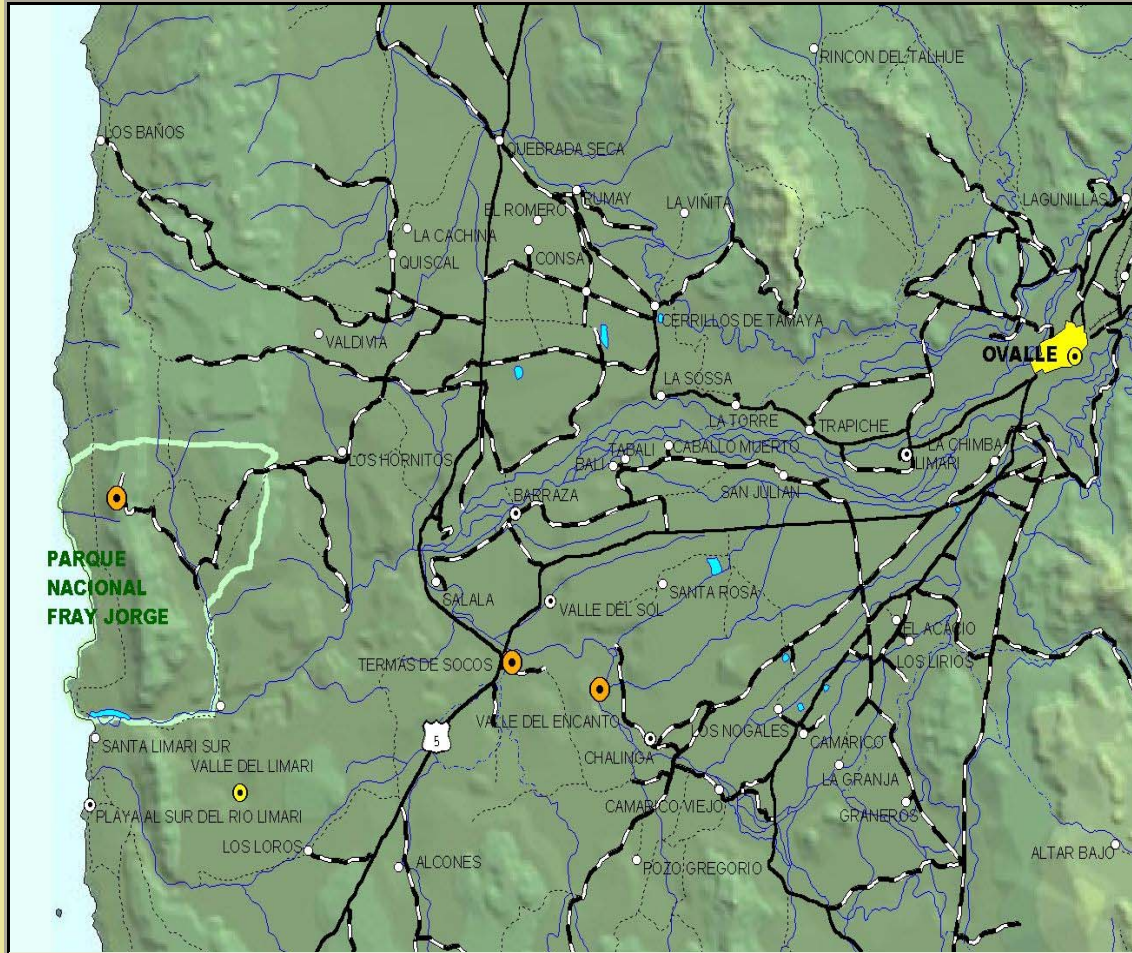 RINCON DEL TALHUE
LOS BAÑOS
QUEBRADA SECA
RUMAY
LAGUNILLAS
LA VIÑITA
EL ROMERO
LA CACHINA
CONSA
QUISCAL
CERRILLOS DE TAMAYA
VALDIVIA
OVALLE
LA SOSSA
LA TORRE
TRAPICHE
CABALLO MUERTO
LA CHIMBA
TABALI
LIMARI
LOS HORNITOS
BALI
SAN JULIAN
BARRAZA
PARQUE
NACIONAL
FRAY JORGE
SALALA
SANTA ROSA
VALLE DEL SOL
EL ACACIO
LOS LIRIOS
TERMAS DE SOCOS
VALLE DEL ENCANTO
LOS NOGALES
5
SANTA LIMARI SUR
CAMARICO
CHALINGA
VALLE DEL LIMARI
LA GRANJA
CAMARICO VIEJO
PLAYA AL SUR DEL RIO LIMARI
GRANEROS
LOS LOROS
ALTAR BAJO
ALCONES
POZO GREGORIO